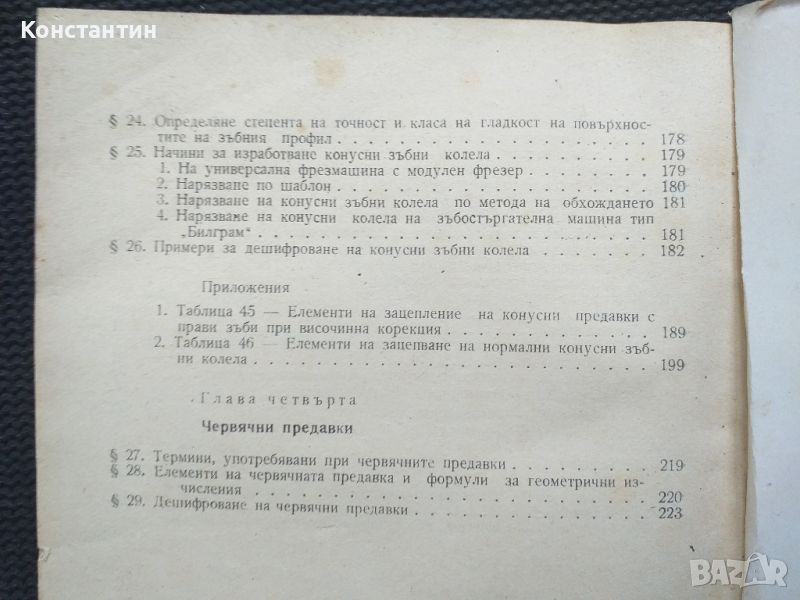 Константин
§ 24. Определяне степента на точност и класа на гладкост на повърхнос-
тите на зъбния профил . . . . . . . . . . . . . . . . . . 178
§ 25. Начини за изработване конусни зъбни колела . . . . . . . . . . 179
1. На универсална фрезмашина с модулен фрезер . . . . . . . . 179
2. Нарязване по шаблон . . . . . . . . . . . . . . . . . . 180
3. Нарязване на конусни зъбни колела по метода на обхождането 181
4. Нарязване на конусни колела на зъбостъргателна машина тип
„Билграм“ . . . . . . . . . . . . . . . . . . . . . . 181
§ 26. Примери за дешифроване на конусни зъбни колела . . . . . . . 182
Приложения
1. Таблица 45 — Елементи на зацепление на конусни предавки с
прави зъби при височинна корекция . . . . . . . . . . . . 189
2. Таблица 46 — Елементи на зацепване на нормални конусни зъб-
ни колела . . . . . . . . . . . . . . . . . . . . . . . 199
Глава четвърта
Червячни предавки
§ 27. Термини, употребявани при червячните предавки . . . . . . . . . 219
§ 28. Елементи на червячната предавка и формули за геометрични из-
числения . . . . . . . . . . . . . . . . . . . . . . . 220
§ 29. Дешифроване на червячни предавки . . . . . . . . . . . . . . 223
BAZAR